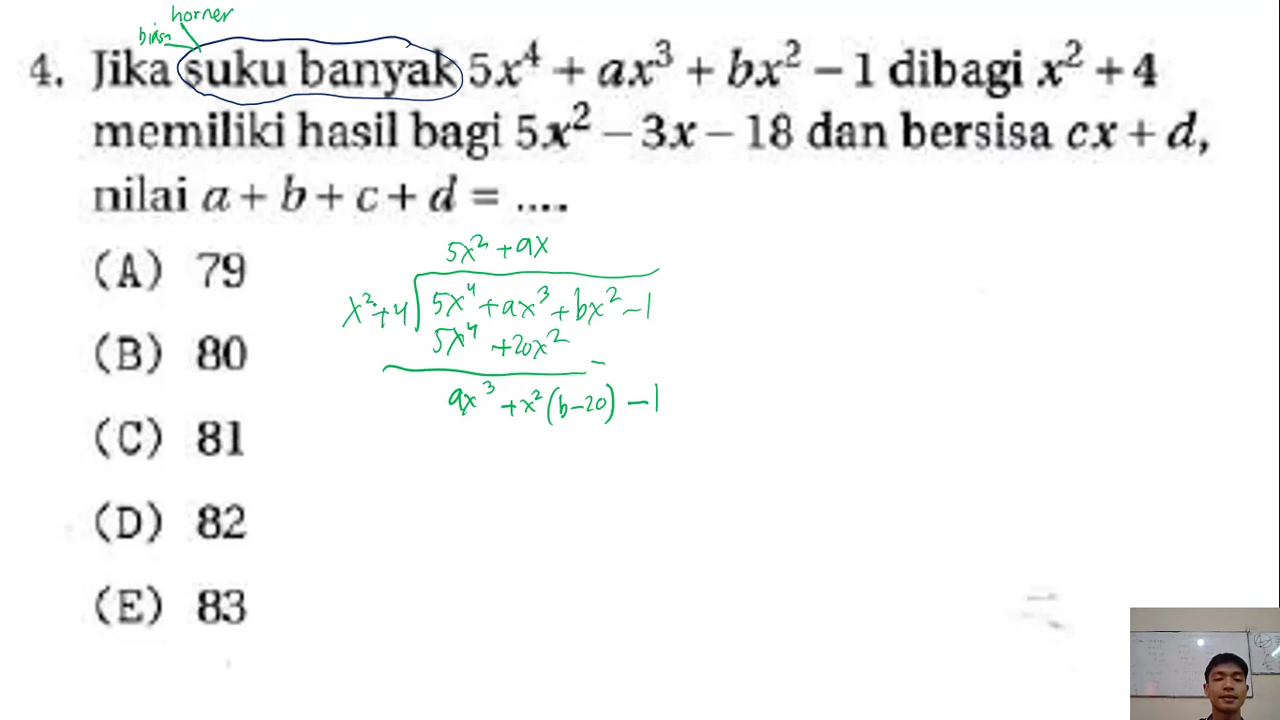 horner
biasa
4. Jika suku banyak 5x⁴ + ax³ + bx² − 1 dibagi x² + 4
memiliki hasil bagi 5x² − 3x − 18 dan bersisa cx + d,
nilai a + b + c + d = ....
(A) 79
(B) 80
(C) 81
(D) 82
(E) 83
5x² + ax
x²+4 5x⁴ + ax³ + bx² − 1
5x⁴ + 20x² −
ax³ + x² (b−20) − 1